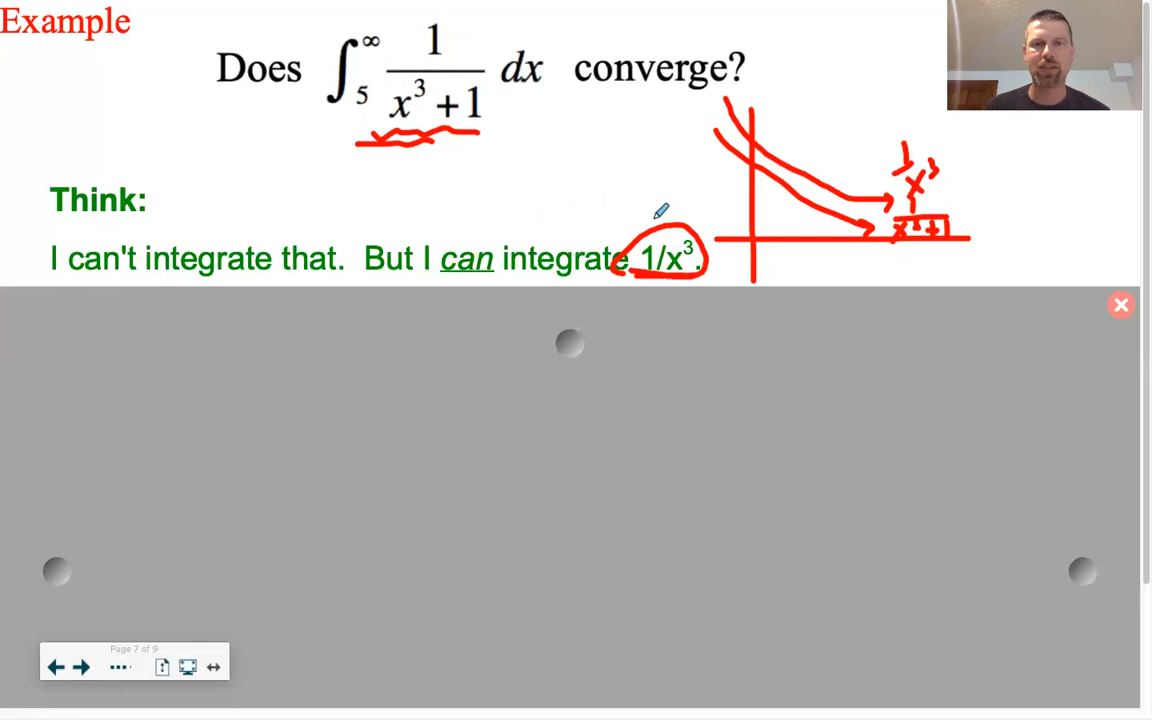 Example
Does ∫₅^∞ 1/(x³+1) dx converge?
1/x³
1/(x³+1)
Think:
I can't integrate that. But I can integrate 1/x³.
Page 7 of 9